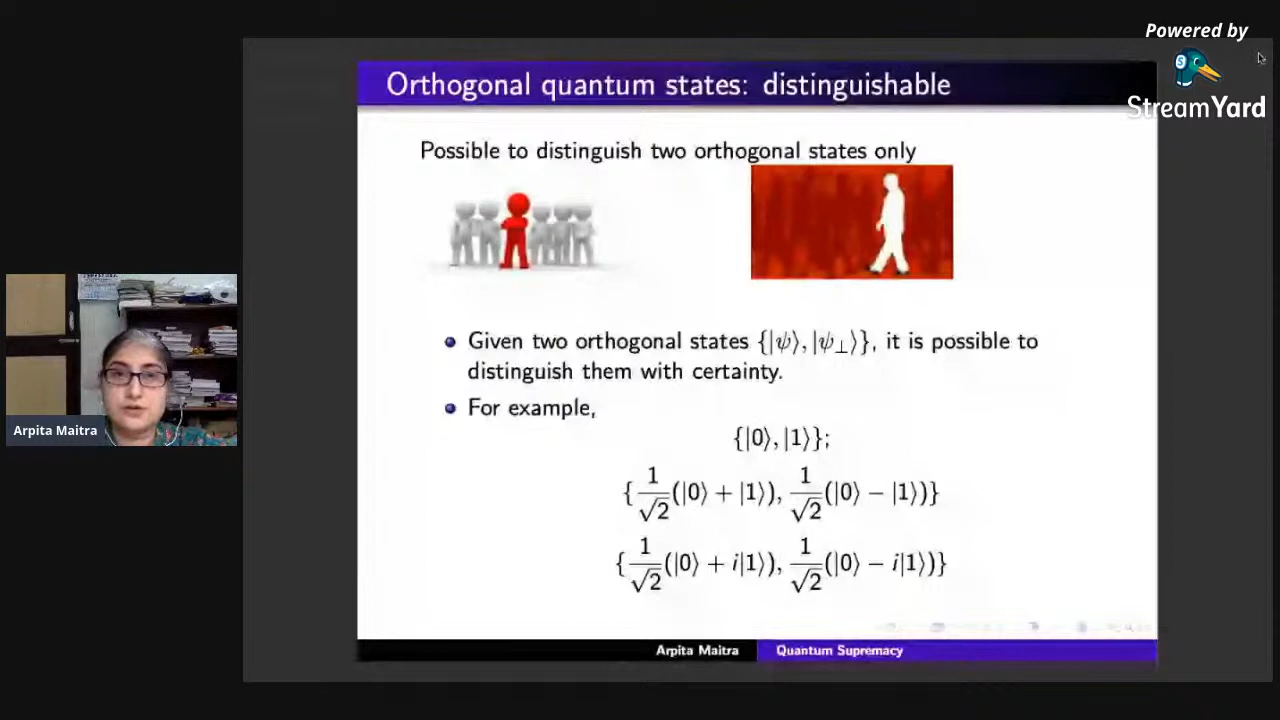 Powered by
StreamYard
Orthogonal quantum states: distinguishable
Possible to distinguish two orthogonal states only
Given two orthogonal states {|ψ⟩, |ψ⊥⟩}, it is possible to
distinguish them with certainty.
For example,
{|0⟩, |1⟩};
{1/√2(|0⟩ + |1⟩), 1/√2(|0⟩ − |1⟩)}
{1/√2(|0⟩ + i|1⟩), 1/√2(|0⟩ − i|1⟩)}
Arpita Maitra
Arpita Maitra Quantum Supremacy